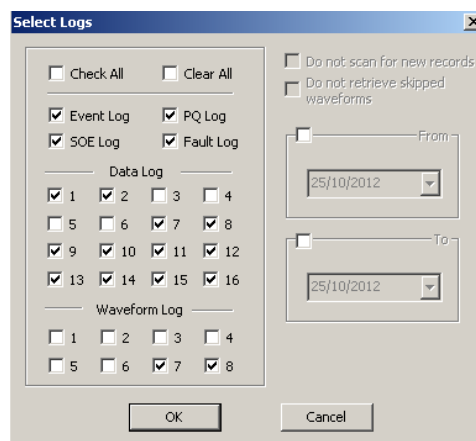 Select Logs
Check All Clear All
Event Log PQ Log
SOE Log Fault Log
Data Log
1 2 3 4
5 6 7 8
9 10 11 12
13 14 15 16
Waveform Log
1 2 3 4
5 6 7 8
Do not scan for new records
Do not retrieve skipped
waveforms
From
25/10/2012
To
25/10/2012
OK Cancel